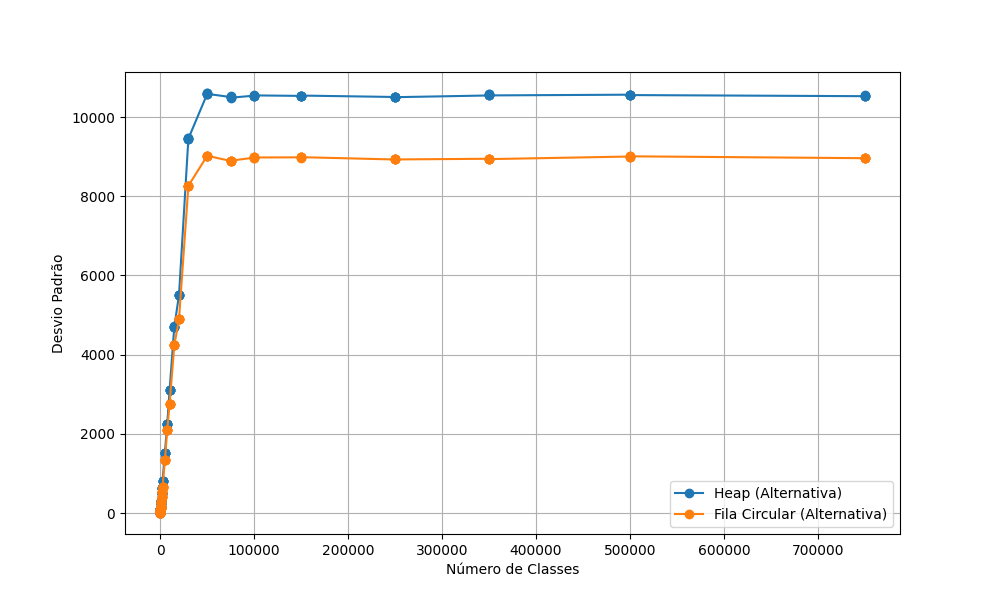 10000
8000
6000
4000
2000
0
Desvio Padrão
0 100000 200000 300000 400000 500000 600000 700000
Número de Classes
Heap (Alternativa)
Fila Circular (Alternativa)